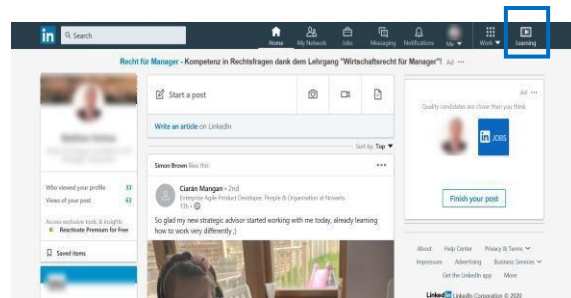 in Search
Home My Network Jobs Messaging Notifications Me Work Learning
Recht für Manager - Kompetenz in Rechtsfragen dank dem Lehrgang "Wirtschaftsrecht für Manager"! Ad ...
Start a post
Write an article on LinkedIn
Sort by: Top
Simon Brown likes this
Ciarán Mangan • 2nd
Enterprise Agile Product Developer, People & Organisation at Novartis
13h •
So glad my new strategic advisor started working with me today, already learning
how to work very differently ;)
Who viewed your profile 33
Views of your post 63
Access exclusive tools & insights
Reactivate Premium for Free
Saved items
Ad ...
Quality candidates are closer than you think.
in JOBS
Finish your post
About Help Center Privacy & Terms
Impressum Advertising Business Services
Get the LinkedIn app More
Linked in LinkedIn Corporation © 2020